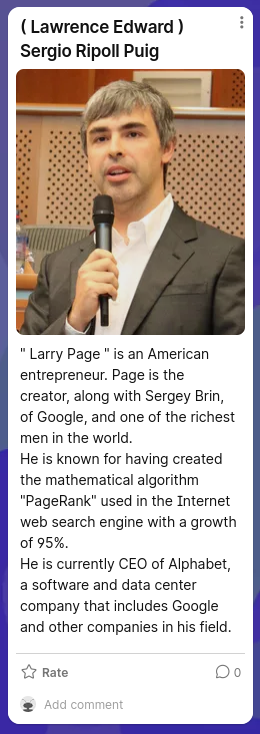 ( Lawrence Edward )
Sergio Ripoll Puig
" Larry Page " is an American
entrepreneur. Page is the
creator, along with Sergey Brin,
of Google, and one of the richest
men in the world.
He is known for having created
the mathematical algorithm
"PageRank" used in the Internet
web search engine with a growth
of 95%.
He is currently CEO of Alphabet,
a software and data center
company that includes Google
and other companies in his field.
Rate
0
Add comment